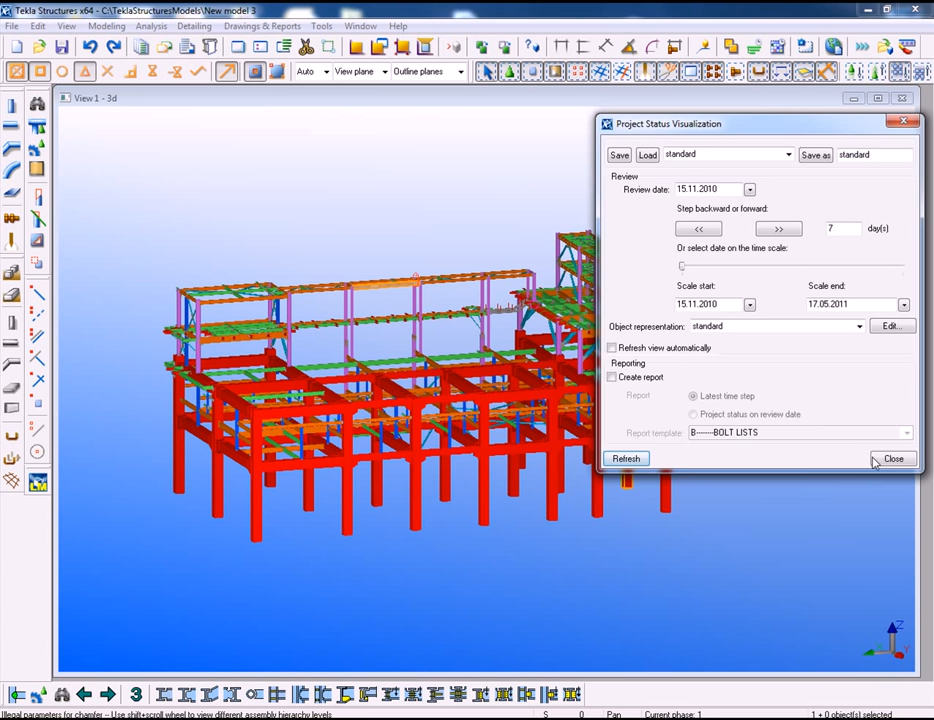 Tekla Structures x64 - C:\TeklaStructuresModels\New model 3
File Edit View Modeling Analysis Detailing Drawings & Reports Tools Window Help
Auto View plane Outline planes
View 1 - 3d
Project Status Visualization
Save Load standard Save as standard
Review
Review date: 15.11.2010
Step backward or forward:
<< >> 7 day(s)
Or select date on the time scale:
Scale start: Scale end:
15.11.2010 17.05.2011
Object representation: standard Edit...
Refresh view automatically
Reporting
Create report
Report Latest time step
Project status on review date
Report template: B--------BOLT LISTS
Refresh Close
3
Illegal parameters for chamfer -- Use shift+scroll wheel to view different assembly hierarchy levels S 0 Pan Current phase: 1 1 + 0 object(s) selected